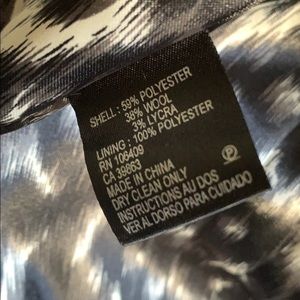 SHELL : 59% POLYESTER
38% WOOL
3% LYCRA
LINING : 100% POLYESTER
RN 106409
CA 39863
MADE IN CHINA
DRY CLEAN ONLY
INSTRUCTIONS AU DOS
VER AL DORSO PARA CUIDADO
P